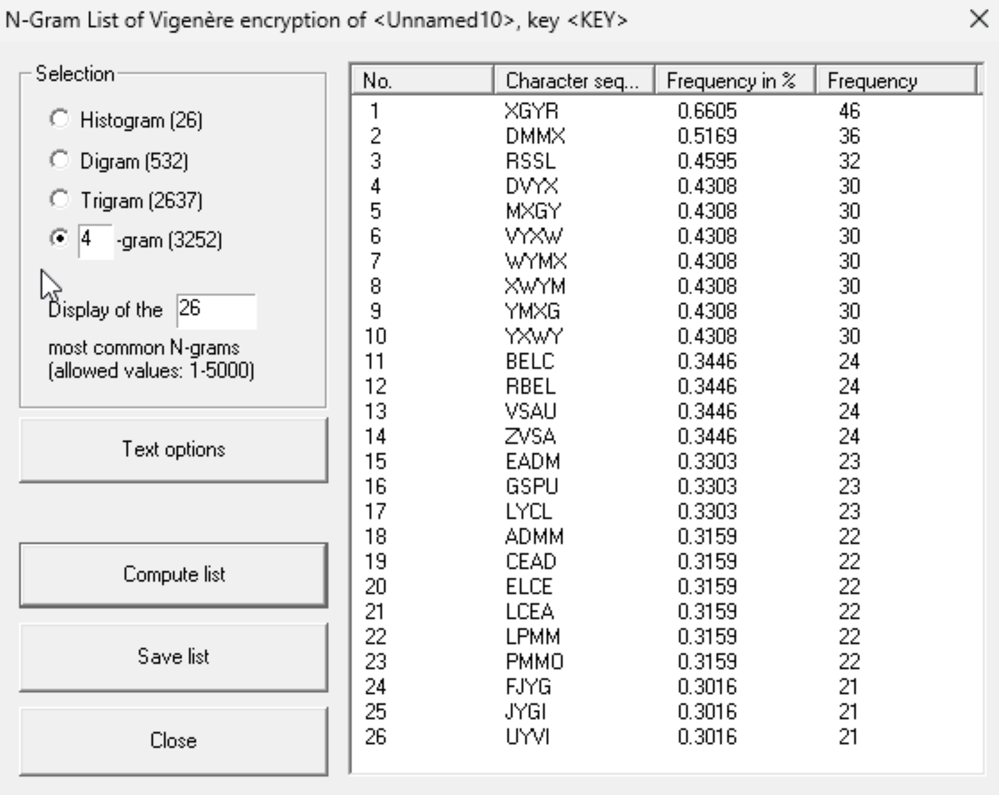 N-Gram List of Vigenère encryption of <Unnamed10>, key <KEY>
Selection
Histogram (26)
Digram (532)
Trigram (2637)
4 -gram (3252)
Display of the 26
most common N-grams
(allowed values: 1-5000)
Text options
Compute list
Save list
Close
No. Character seq... Frequency in % Frequency
1 XGYR 0.6605 46
2 DMMX 0.5169 36
3 RSSL 0.4595 32
4 DVYX 0.4308 30
5 MXGY 0.4308 30
6 VYXW 0.4308 30
7 WYMX 0.4308 30
8 XWYM 0.4308 30
9 YMXG 0.4308 30
10 YXWY 0.4308 30
11 BELC 0.3446 24
12 RBEL 0.3446 24
13 VSAU 0.3446 24
14 ZVSA 0.3446 24
15 EADM 0.3303 23
16 GSPU 0.3303 23
17 LYCL 0.3303 23
18 ADMM 0.3159 22
19 CEAD 0.3159 22
20 ELCE 0.3159 22
21 LCEA 0.3159 22
22 LPMM 0.3159 22
23 PMMO 0.3159 22
24 FJYG 0.3016 21
25 JYGI 0.3016 21
26 UYVI 0.3016 21